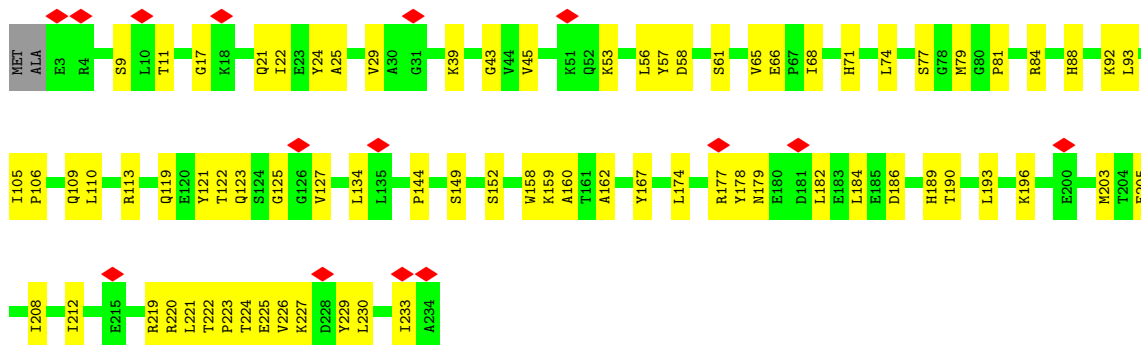 MET ALA E3 R4 S9 L10 T11 G17 K18 Q21 I22 E23 Y24 A25 V29 A30 G31 K39 G43 V44 V45 K51 Q52 K53 L56 Y57 D58 S61 V65 E66 P67 I68 H71 L74 S77 G78 M79 G80 P81 R84 H88 K92 L93
I105 P106 Q109 L110 R113 Q119 E120 Y121 T122 Q123 S124 G125 G126 V127 L134 L135 P144 S149 S152 W158 K159 A160 T161 A162 Y167 L174 R177 Y178 N179 E180 D181 L182 E183 L184 E185 D186 H189 T190 L193 K196 E200 M203 T204
I208 I212 E215 R219 R220 L221 T222 P223 T224 E225 V226 K227 D228 Y229 L230 I233 A234